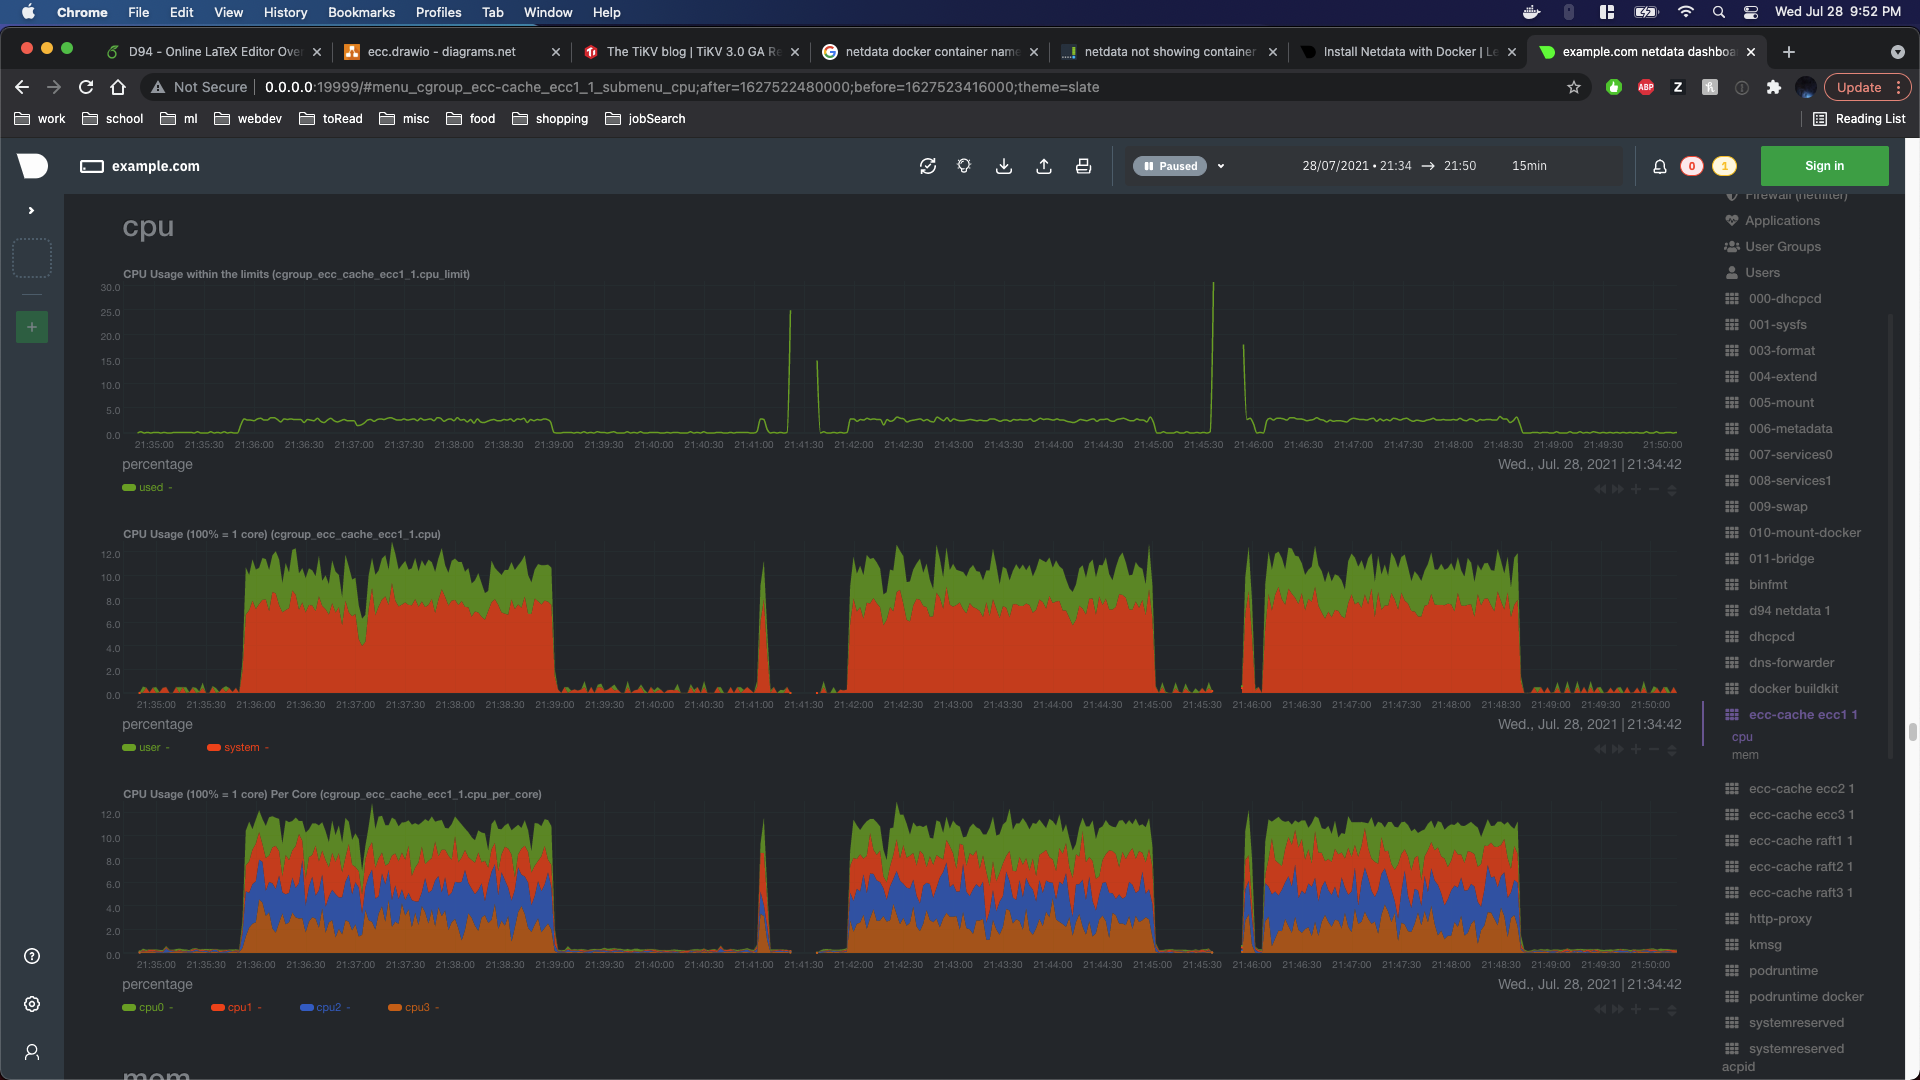 Chrome File Edit View History Bookmarks Profiles Tab Window Help Wed Jul 28 9:52 PM
D94 - Online LaTeX Editor Over ecc.drawio - diagrams.net The TiKV blog | TiKV 3.0 GA Re netdata docker container name netdata not showing container Install Netdata with Docker | Le example.com netdata dashboa
Not Secure 0.0.0.0:19999/#menu_cgroup_ecc-cache_ecc1_1_submenu_cpu;after=1627522480000;before=1627523416000;theme=slate ABP Z Update
work school ml webdev toRead misc food shopping jobSearch Reading List
example.com Paused 28/07/2021 • 21:34 → 21:50 15min 0 1 Sign in
cpu
CPU Usage within the limits (cgroup_ecc_cache_ecc1_1.cpu_limit)
30.0
25.0
20.0
15.0
10.0
5.0
0.0
21:35:00 21:35:30 21:36:00 21:36:30 21:37:00 21:37:30 21:38:00 21:38:30 21:39:00 21:39:30 21:40:00 21:40:30 21:41:00 21:41:30 21:42:00 21:42:30 21:43:00 21:43:30 21:44:00 21:44:30 21:45:00 21:45:30 21:46:00 21:46:30 21:47:00 21:47:30 21:48:00 21:48:30 21:49:00 21:49:30 21:50:00
percentage Wed., Jul. 28, 2021 | 21:34:42
used -
CPU Usage (100% = 1 core) (cgroup_ecc_cache_ecc1_1.cpu)
12.0
10.0
8.0
6.0
4.0
2.0
0.0
21:35:00 21:35:30 21:36:00 21:36:30 21:37:00 21:37:30 21:38:00 21:38:30 21:39:00 21:39:30 21:40:00 21:40:30 21:41:00 21:41:30 21:42:00 21:42:30 21:43:00 21:43:30 21:44:00 21:44:30 21:45:00 21:45:30 21:46:00 21:46:30 21:47:00 21:47:30 21:48:00 21:48:30 21:49:00 21:49:30 21:50:00
percentage Wed., Jul. 28, 2021 | 21:34:42
user - system -
CPU Usage (100% = 1 core) Per Core (cgroup_ecc_cache_ecc1_1.cpu_per_core)
12.0
10.0
8.0
6.0
4.0
2.0
0.0
21:35:00 21:35:30 21:36:00 21:36:30 21:37:00 21:37:30 21:38:00 21:38:30 21:39:00 21:39:30 21:40:00 21:40:30 21:41:00 21:41:30 21:42:00 21:42:30 21:43:00 21:43:30 21:44:00 21:44:30 21:45:00 21:45:30 21:46:00 21:46:30 21:47:00 21:47:30 21:48:00 21:48:30 21:49:00 21:49:30 21:50:00
percentage Wed., Jul. 28, 2021 | 21:34:42
cpu0 - cpu1 - cpu2 - cpu3 -
mem
Firewall (netfilter)
Applications
User Groups
Users
000-dhcpcd
001-sysfs
003-format
004-extend
005-mount
006-metadata
007-services0
008-services1
009-swap
010-mount-docker
011-bridge
binfmt
d94 netdata 1
dhcpcd
dns-forwarder
docker buildkit
ecc-cache ecc1 1
cpu
mem
ecc-cache ecc2 1
ecc-cache ecc3 1
ecc-cache raft1 1
ecc-cache raft2 1
ecc-cache raft3 1
http-proxy
kmsg
podruntime
podruntime docker
systemreserved
systemreserved
acpid